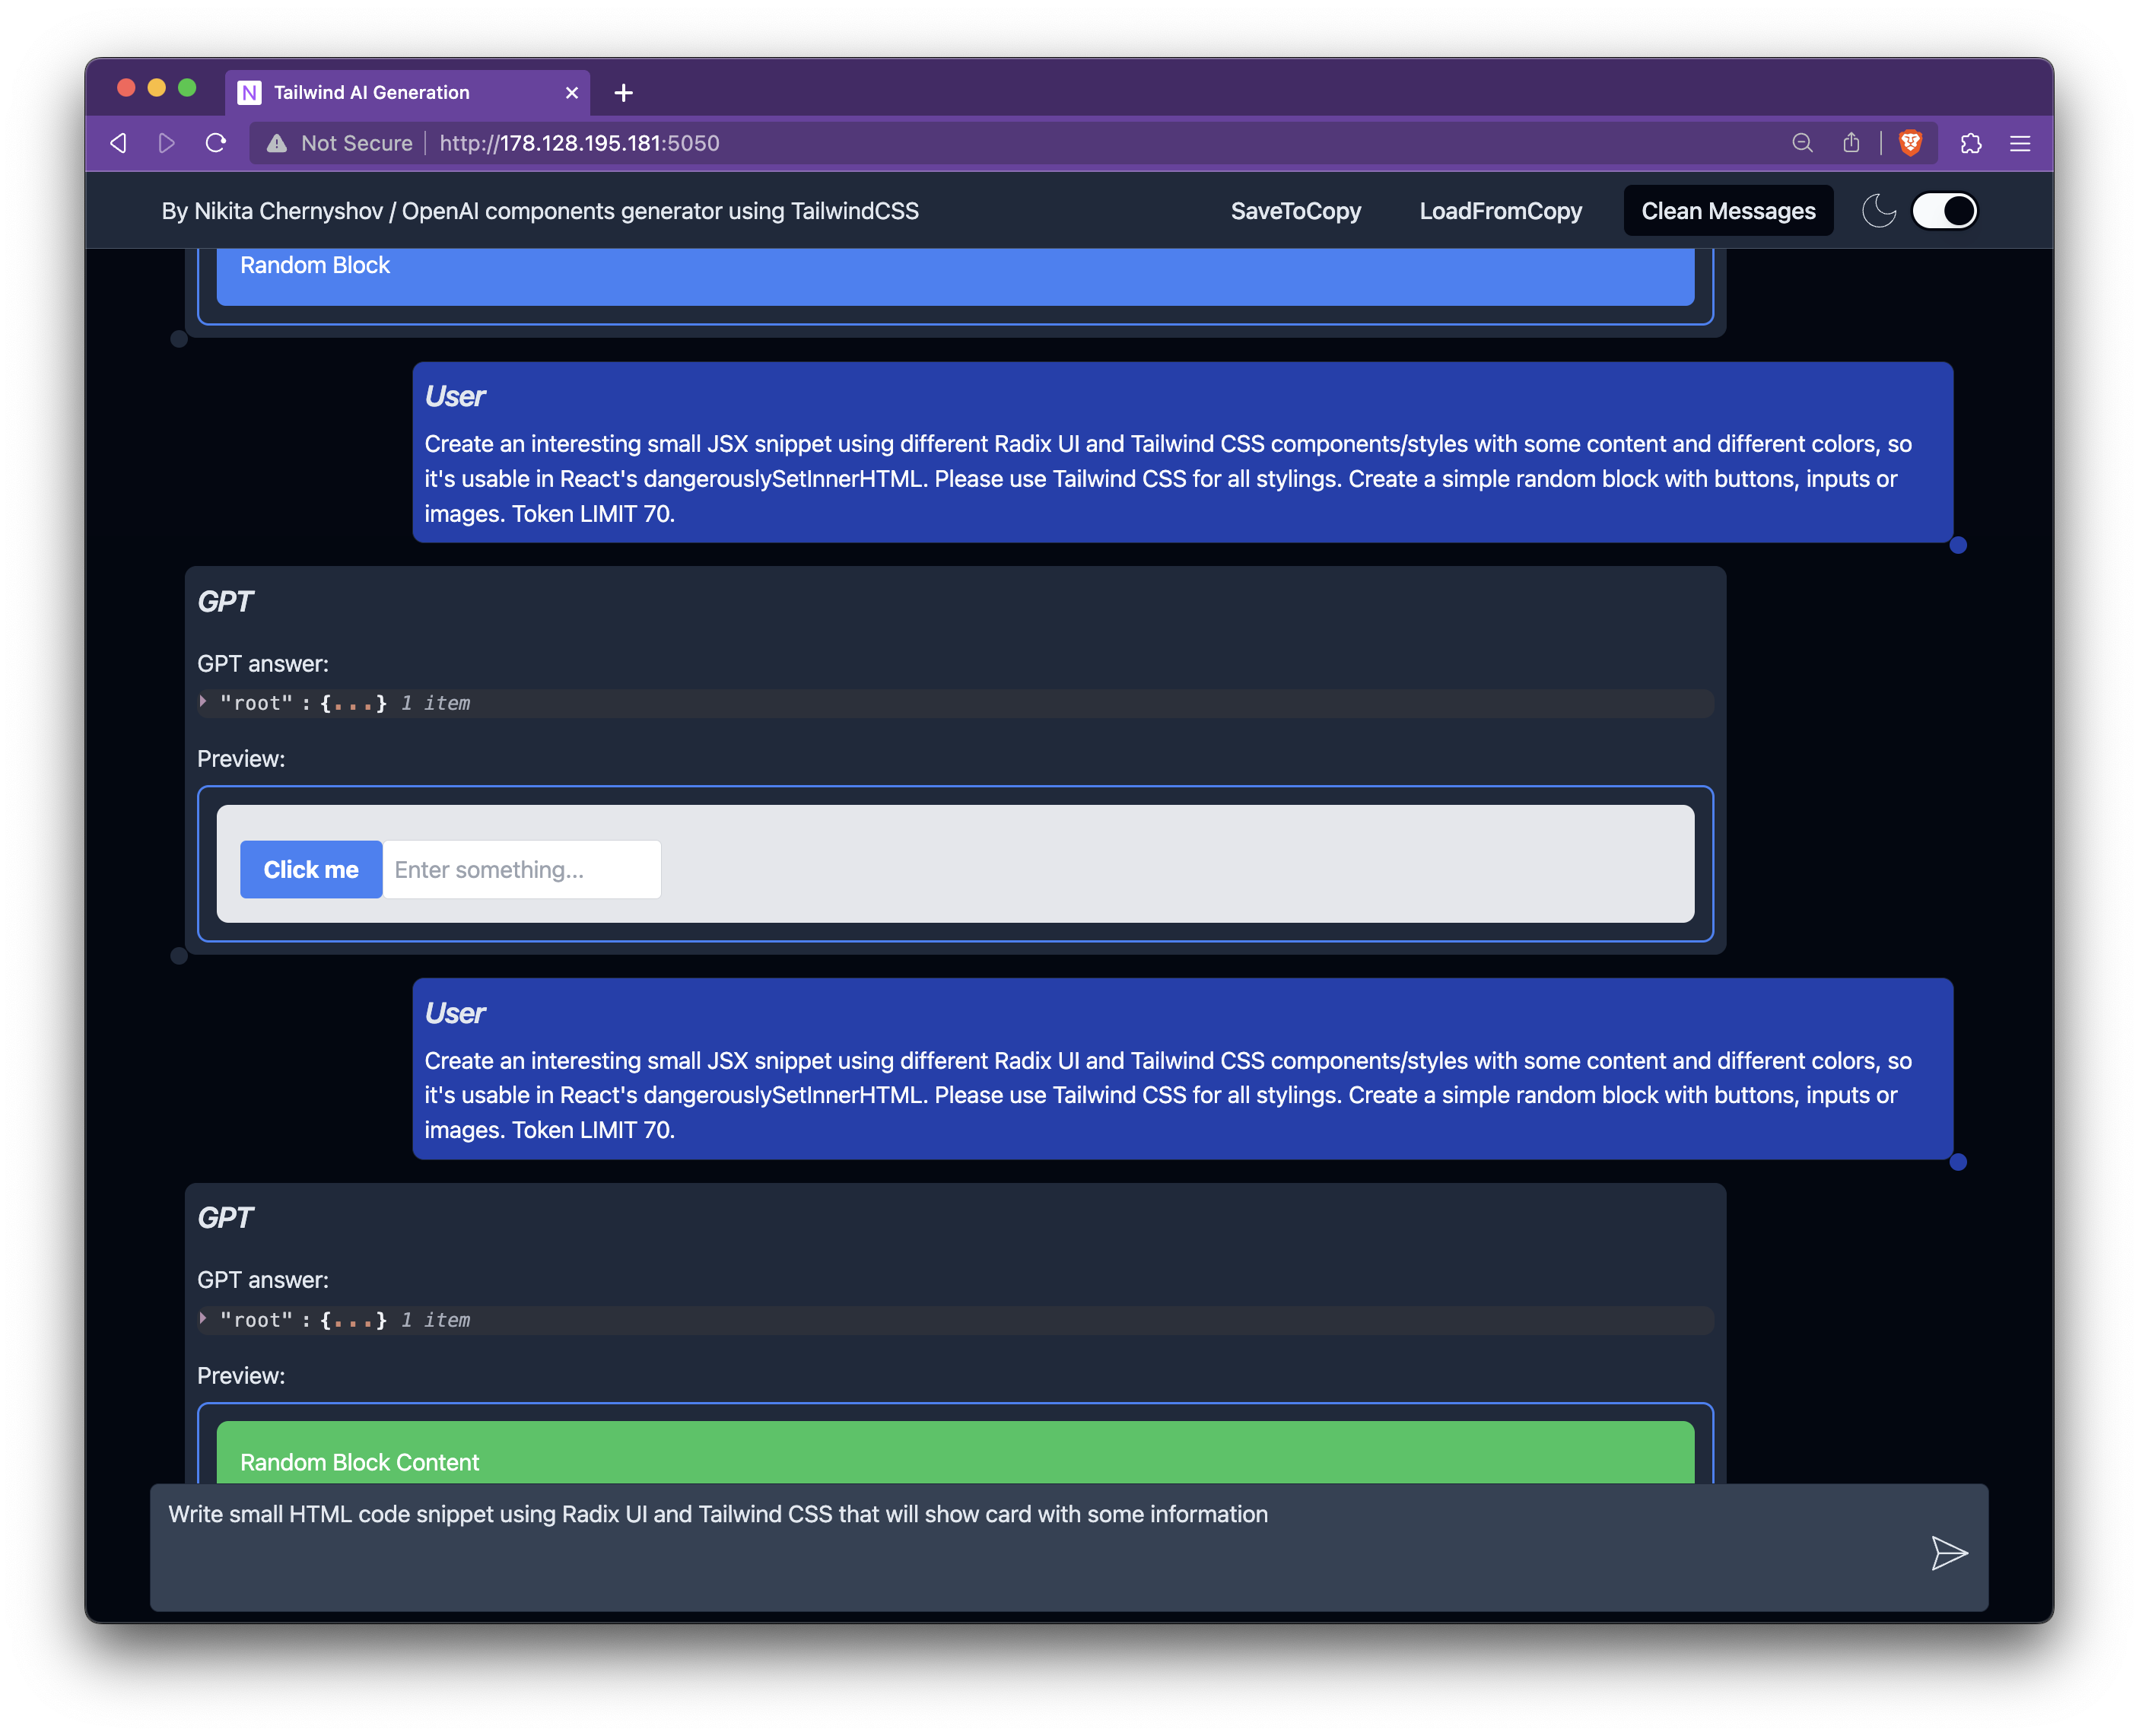 N Tailwind AI Generation
Not Secure http://178.128.195.181:5050
By Nikita Chernyshov / OpenAI components generator using TailwindCSS SaveToCopy LoadFromCopy Clean Messages
Random Block
User
Create an interesting small JSX snippet using different Radix UI and Tailwind CSS components/styles with some content and different colors, so
it's usable in React's dangerouslySetInnerHTML. Please use Tailwind CSS for all stylings. Create a simple random block with buttons, inputs or
images. Token LIMIT 70.
GPT
GPT answer:
"root" : {...} 1 item
Preview:
Click me Enter something...
User
Create an interesting small JSX snippet using different Radix UI and Tailwind CSS components/styles with some content and different colors, so
it's usable in React's dangerouslySetInnerHTML. Please use Tailwind CSS for all stylings. Create a simple random block with buttons, inputs or
images. Token LIMIT 70.
GPT
GPT answer:
"root" : {...} 1 item
Preview:
Random Block Content
Write small HTML code snippet using Radix UI and Tailwind CSS that will show card with some information